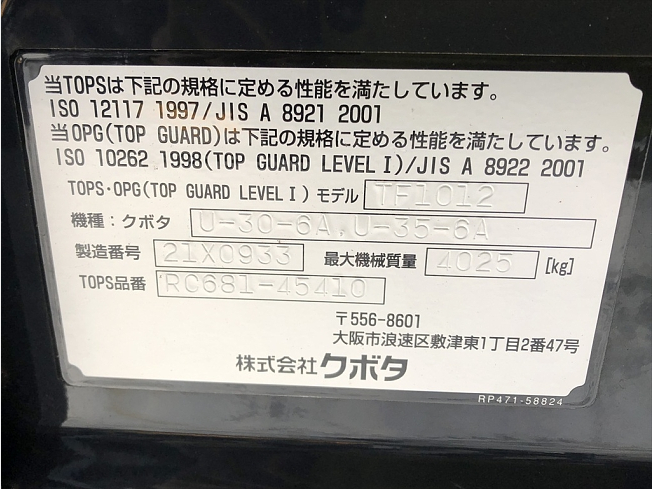 当TOPSは下記の規格に定める性能を満たしています。
ISO 12117 1997/JIS A 8921 2001
当OPG(TOP GUARD)は下記の規格に定める性能を満たしています。
ISO 10262 1998(TOP GUARD LEVEL I)/JIS A 8922 2001
TOPS・OPG(TOP GUARD LEVEL I) モデル TF1012
機種：クボタ U-30-6A,U-35-6A
製造番号 21X0933 最大機械質量 4025 [kg]
TOPS品番 RC681-45410
〒556-8601
大阪市浪速区敷津東1丁目2番47号
株式会社クボタ
RP471-58824